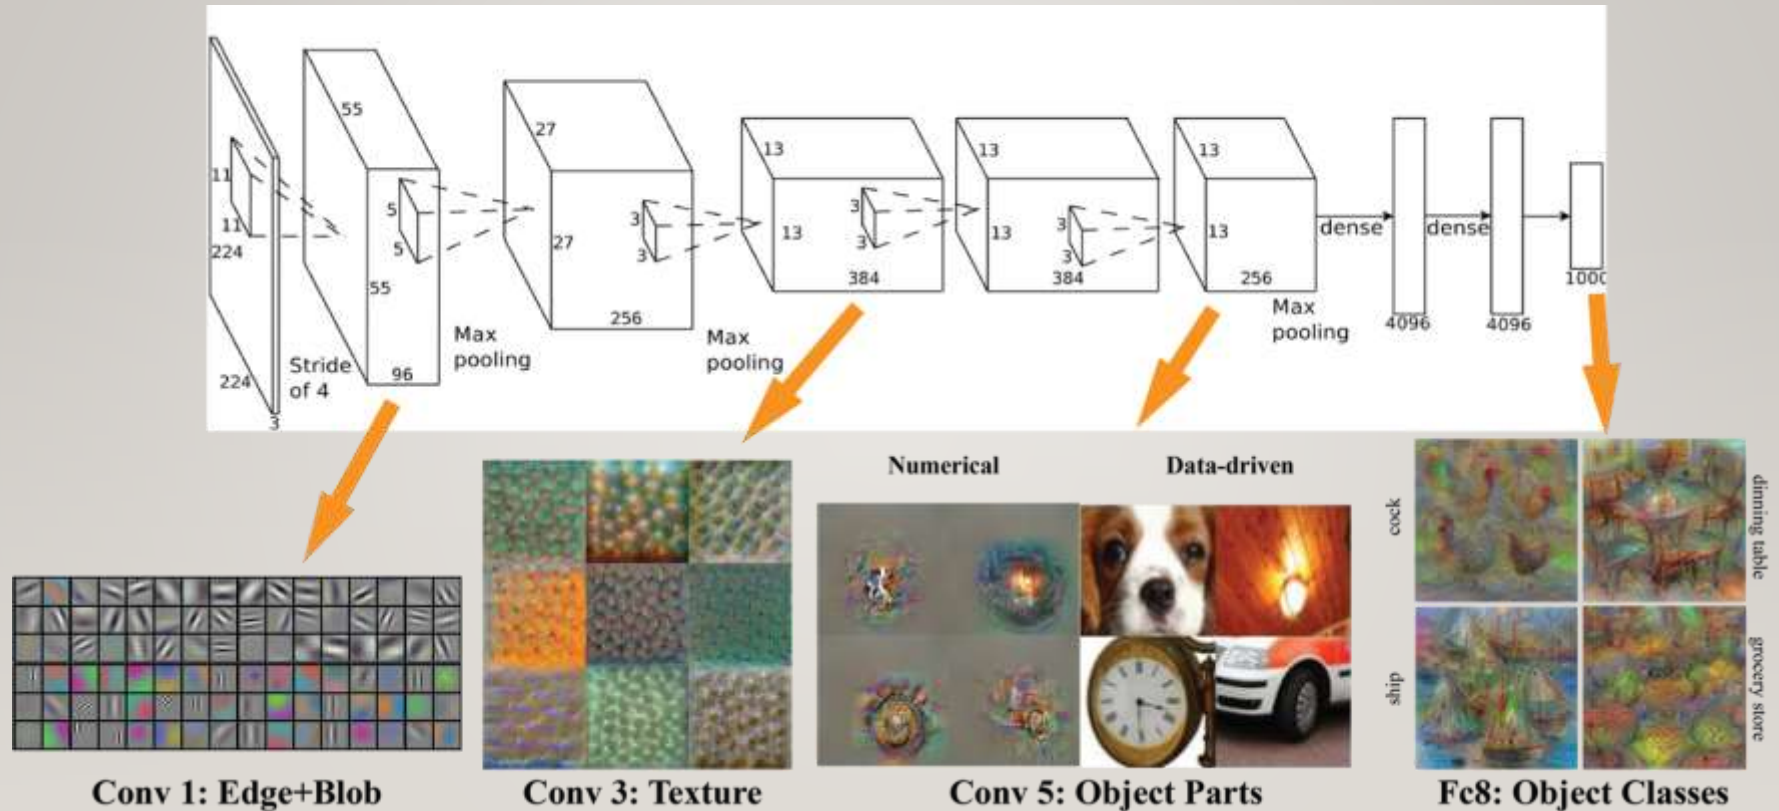 11
11
224
224
3
Stride
of 4
55
55
5
5
96
Max
pooling
27
27
3
3
256
Max
pooling
13
13
3
3
384
13
13
3
3
384
13
13
256
Max
pooling
dense
4096
dense
4096
1000
Numerical
Data-driven
cock
ship
dinning table
grocery store
Conv 1: Edge+Blob
Conv 3: Texture
Conv 5: Object Parts
Fc8: Object Classes